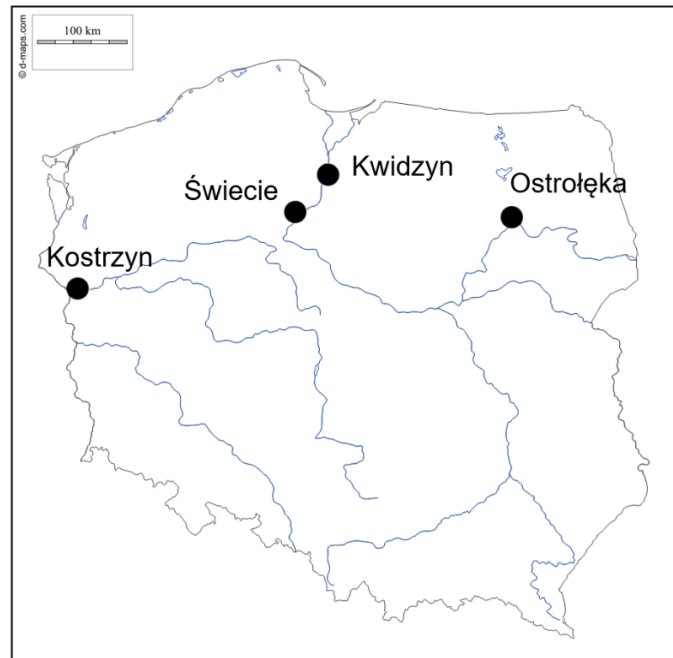 100 km
© d-maps.com
Kwidzyn
Świecie
Ostrołęka
Kostrzyn